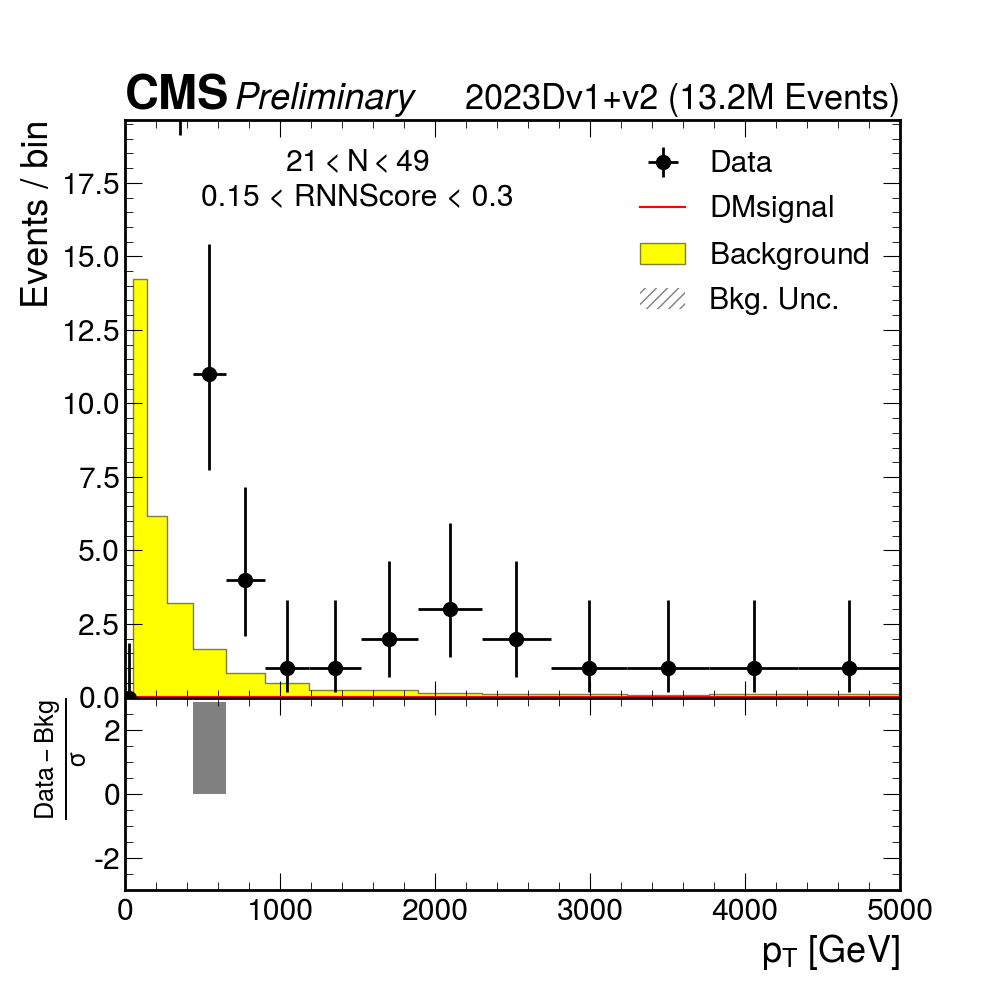 CMS Preliminary 2023Dv1+v2 (13.2M Events)
Events / bin
21 < N < 49
0.15 < RNNScore < 0.3
Data
DMsignal
Background
Bkg. Unc.
17.5
15.0
12.5
10.0
7.5
5.0
2.5
0.0
Data – Bkg
σ
2
0
-2
0 1000 2000 3000 4000 5000
pT [GeV]